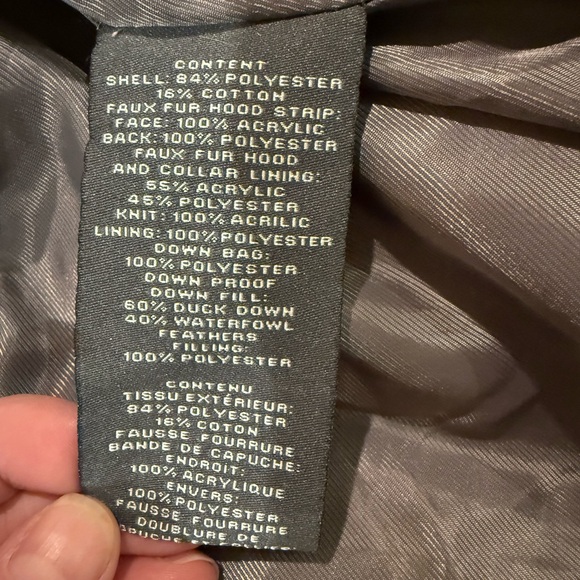 CONTENT
SHELL: 84% POLYESTER
16% COTTON
FAUX FUR HOOD STRIP:
FACE: 100% ACRYLIC
BACK: 100% POLYESTER
FAUX FUR HOOD
AND COLLAR LINING:
55% ACRYLIC
45% POLYESTER
KNIT: 100% ACRILIC
LINING: 100% POLYESTER
DOWN BAG:
100% POLYESTER
DOWN PROOF
DOWN FILL:
60% DUCK DOWN
40% WATERFOWL
FEATHERS
FILLING:
100% POLYESTER
CONTENU
TISSU EXTÉRIEUR:
84% POLYESTER
16% COTON
FAUSSE FOURRURE
BANDE DE CAPUCHE:
ENDROIT:
100% ACRYLIQUE
ENVERS:
100% POLYESTER
FAUSSE FOURRURE
DOUBLURE DE